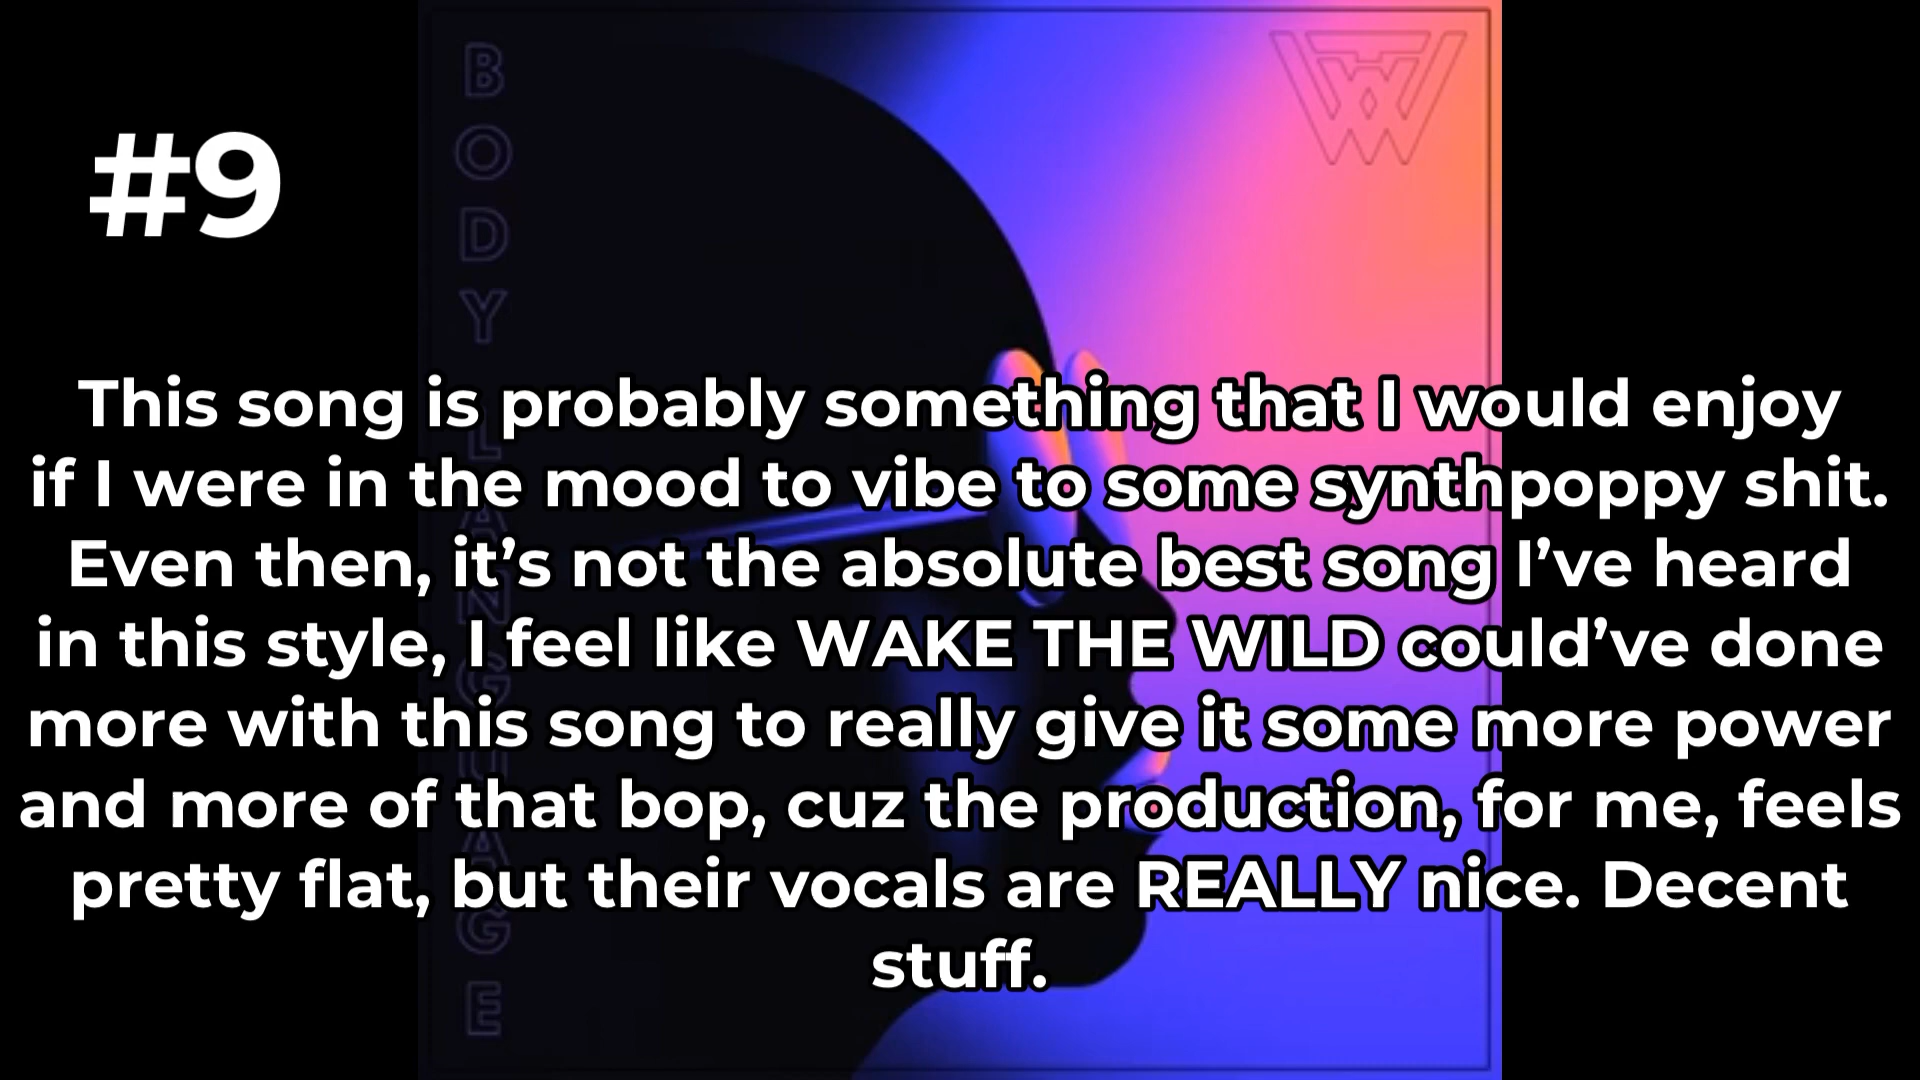 #9
BODY LANGUAGE
This song is probably something that I would enjoy
if I were in the mood to vibe to some synthpoppy shit.
Even then, it’s not the absolute best song I’ve heard
in this style, I feel like WAKE THE WILD could’ve done
more with this song to really give it some more power
and more of that bop, cuz the production, for me, feels
pretty flat, but their vocals are REALLY nice. Decent
stuff.